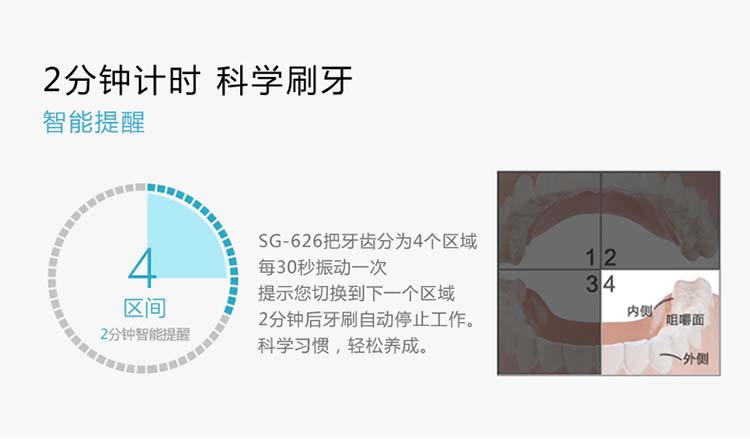 2分钟计时 科学刷牙
智能提醒
4
区间
2分钟智能提醒
SG-626把牙齿分为4个区域
每30秒振动一次
提示您切换到下一个区域
2分钟后牙刷自动停止工作。
科学习惯，轻松养成。
1 2
3 4
内侧
咀嚼面
外侧